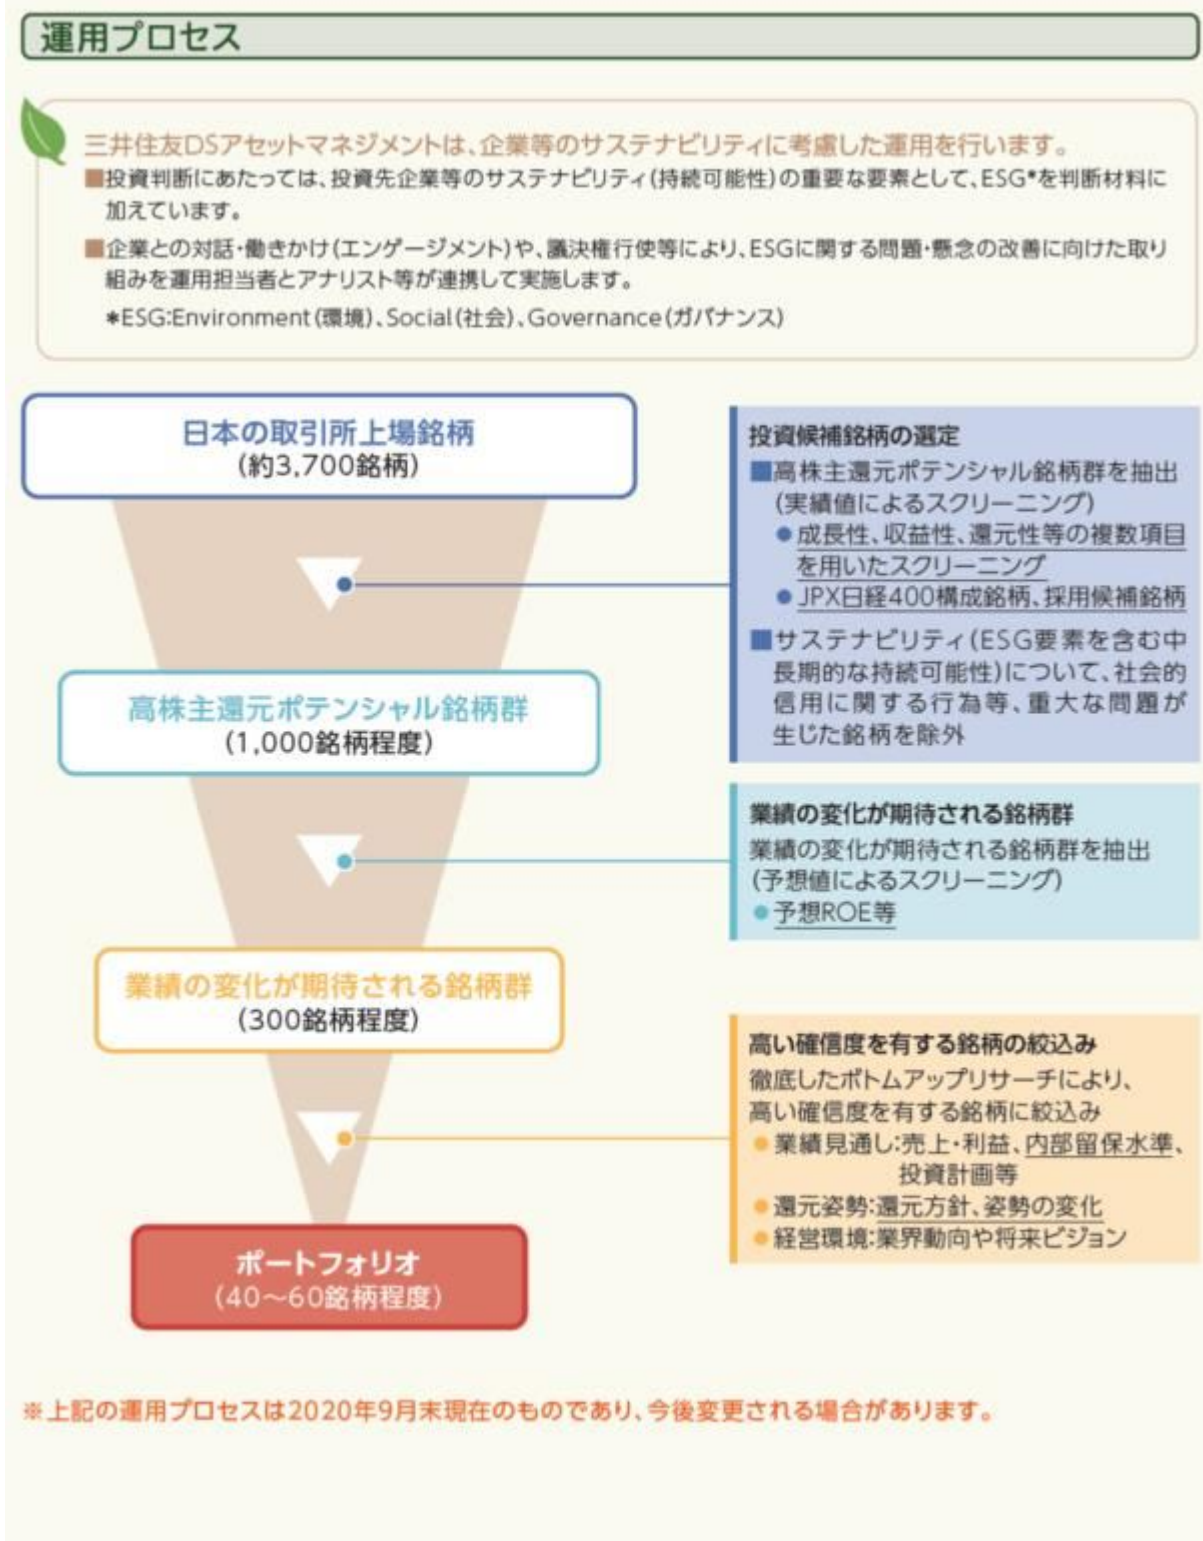 運用プロセス
三井住友DSアセットマネジメントは、企業等のサステナビリティに考慮した運用を行います。
■投資判断にあたっては、投資先企業等のサステナビリティ(持続可能性)の重要な要素として、ESG*を判断材料に
加えています。
■企業との対話・働きかけ(エンゲージメント)や、議決権行使等により、ESGに関する問題・懸念の改善に向けた取り
組みを運用担当者とアナリスト等が連携して実施します。
*ESG:Environment(環境)、Social(社会)、Governance(ガバナンス)
日本の取引所上場銘柄
(約3,700銘柄)
投資候補銘柄の選定
■高株主還元ポテンシャル銘柄群を抽出
(実績値によるスクリーニング)
●成長性、収益性、還元性等の複数項目
を用いたスクリーニング
●JPX日経400構成銘柄、採用候補銘柄
■サステナビリティ(ESG要素を含む中
長期的な持続可能性)について、社会的
信用に関する行為等、重大な問題が
生じた銘柄を除外
高株主還元ポテンシャル銘柄群
(1,000銘柄程度)
業績の変化が期待される銘柄群
業績の変化が期待される銘柄群を抽出
(予想値によるスクリーニング)
●予想ROE等
業績の変化が期待される銘柄群
(300銘柄程度)
高い確信度を有する銘柄の絞込み
徹底したボトムアップリサーチにより、
高い確信度を有する銘柄に絞込み
●業績見通し:売上・利益、内部留保水準、
投資計画等
●還元姿勢:還元方針、姿勢の変化
●経営環境:業界動向や将来ビジョン
ポートフォリオ
(40〜60銘柄程度)
※上記の運用プロセスは2020年9月末現在のものであり、今後変更される場合があります。